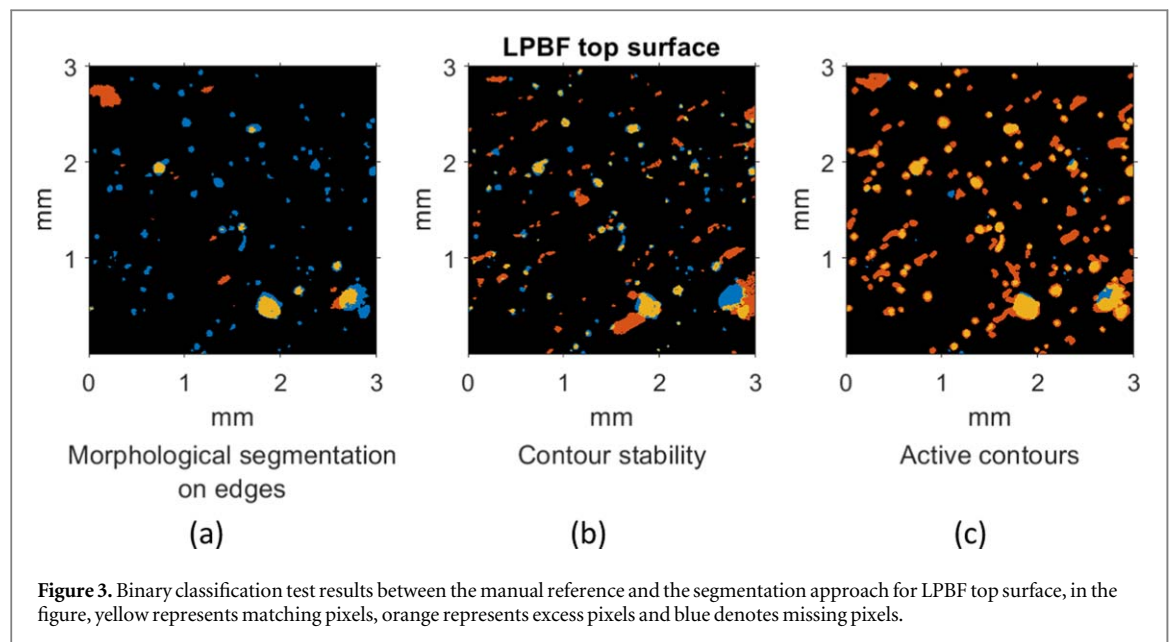 LPBF top surface
3
2
1
mm
0 1 2 3
mm
Morphological segmentation
on edges
(a)
3
2
1
mm
0 1 2 3
mm
Contour stability
(b)
3
2
1
mm
0 1 2 3
mm
Active contours
(c)
Figure 3. Binary classification test results between the manual reference and the segmentation approach for LPBF top surface, in the
figure, yellow represents matching pixels, orange represents excess pixels and blue denotes missing pixels.